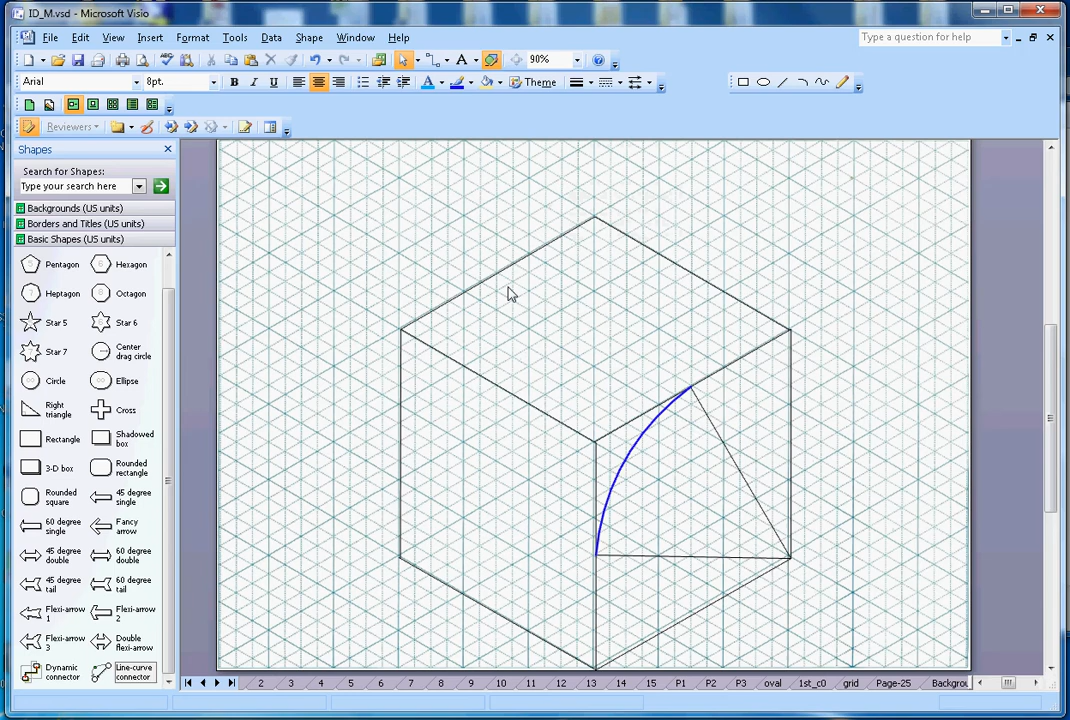 ID_M.vsd - Microsoft Visio
File Edit View Insert Format Tools Data Shape Window Help
Type a question for help
90%
Arial 8pt. B I U A Theme
Reviewers
Shapes
Search for Shapes:
Type your search here
Backgrounds (US units)
Borders and Titles (US units)
Basic Shapes (US units)
Pentagon Hexagon
Heptagon Octagon
Star 5 Star 6
Star 7 Center drag circle
Circle Ellipse
Right triangle Cross
Rectangle Shadowed box
3-D box Rounded rectangle
Rounded square 45 degree single
60 degree single Fancy arrow
45 degree double 60 degree double
45 degree tail 60 degree tail
Flexi-arrow 1 Flexi-arrow 2
Flexi-arrow 3 Double flexi-arrow
Dynamic connector Line-curve connector
2 3 4 5 6 7 8 9 10 11 12 13 14 15 P1 P2 P3 oval 1st_c0 grid Page-25 Backgrou